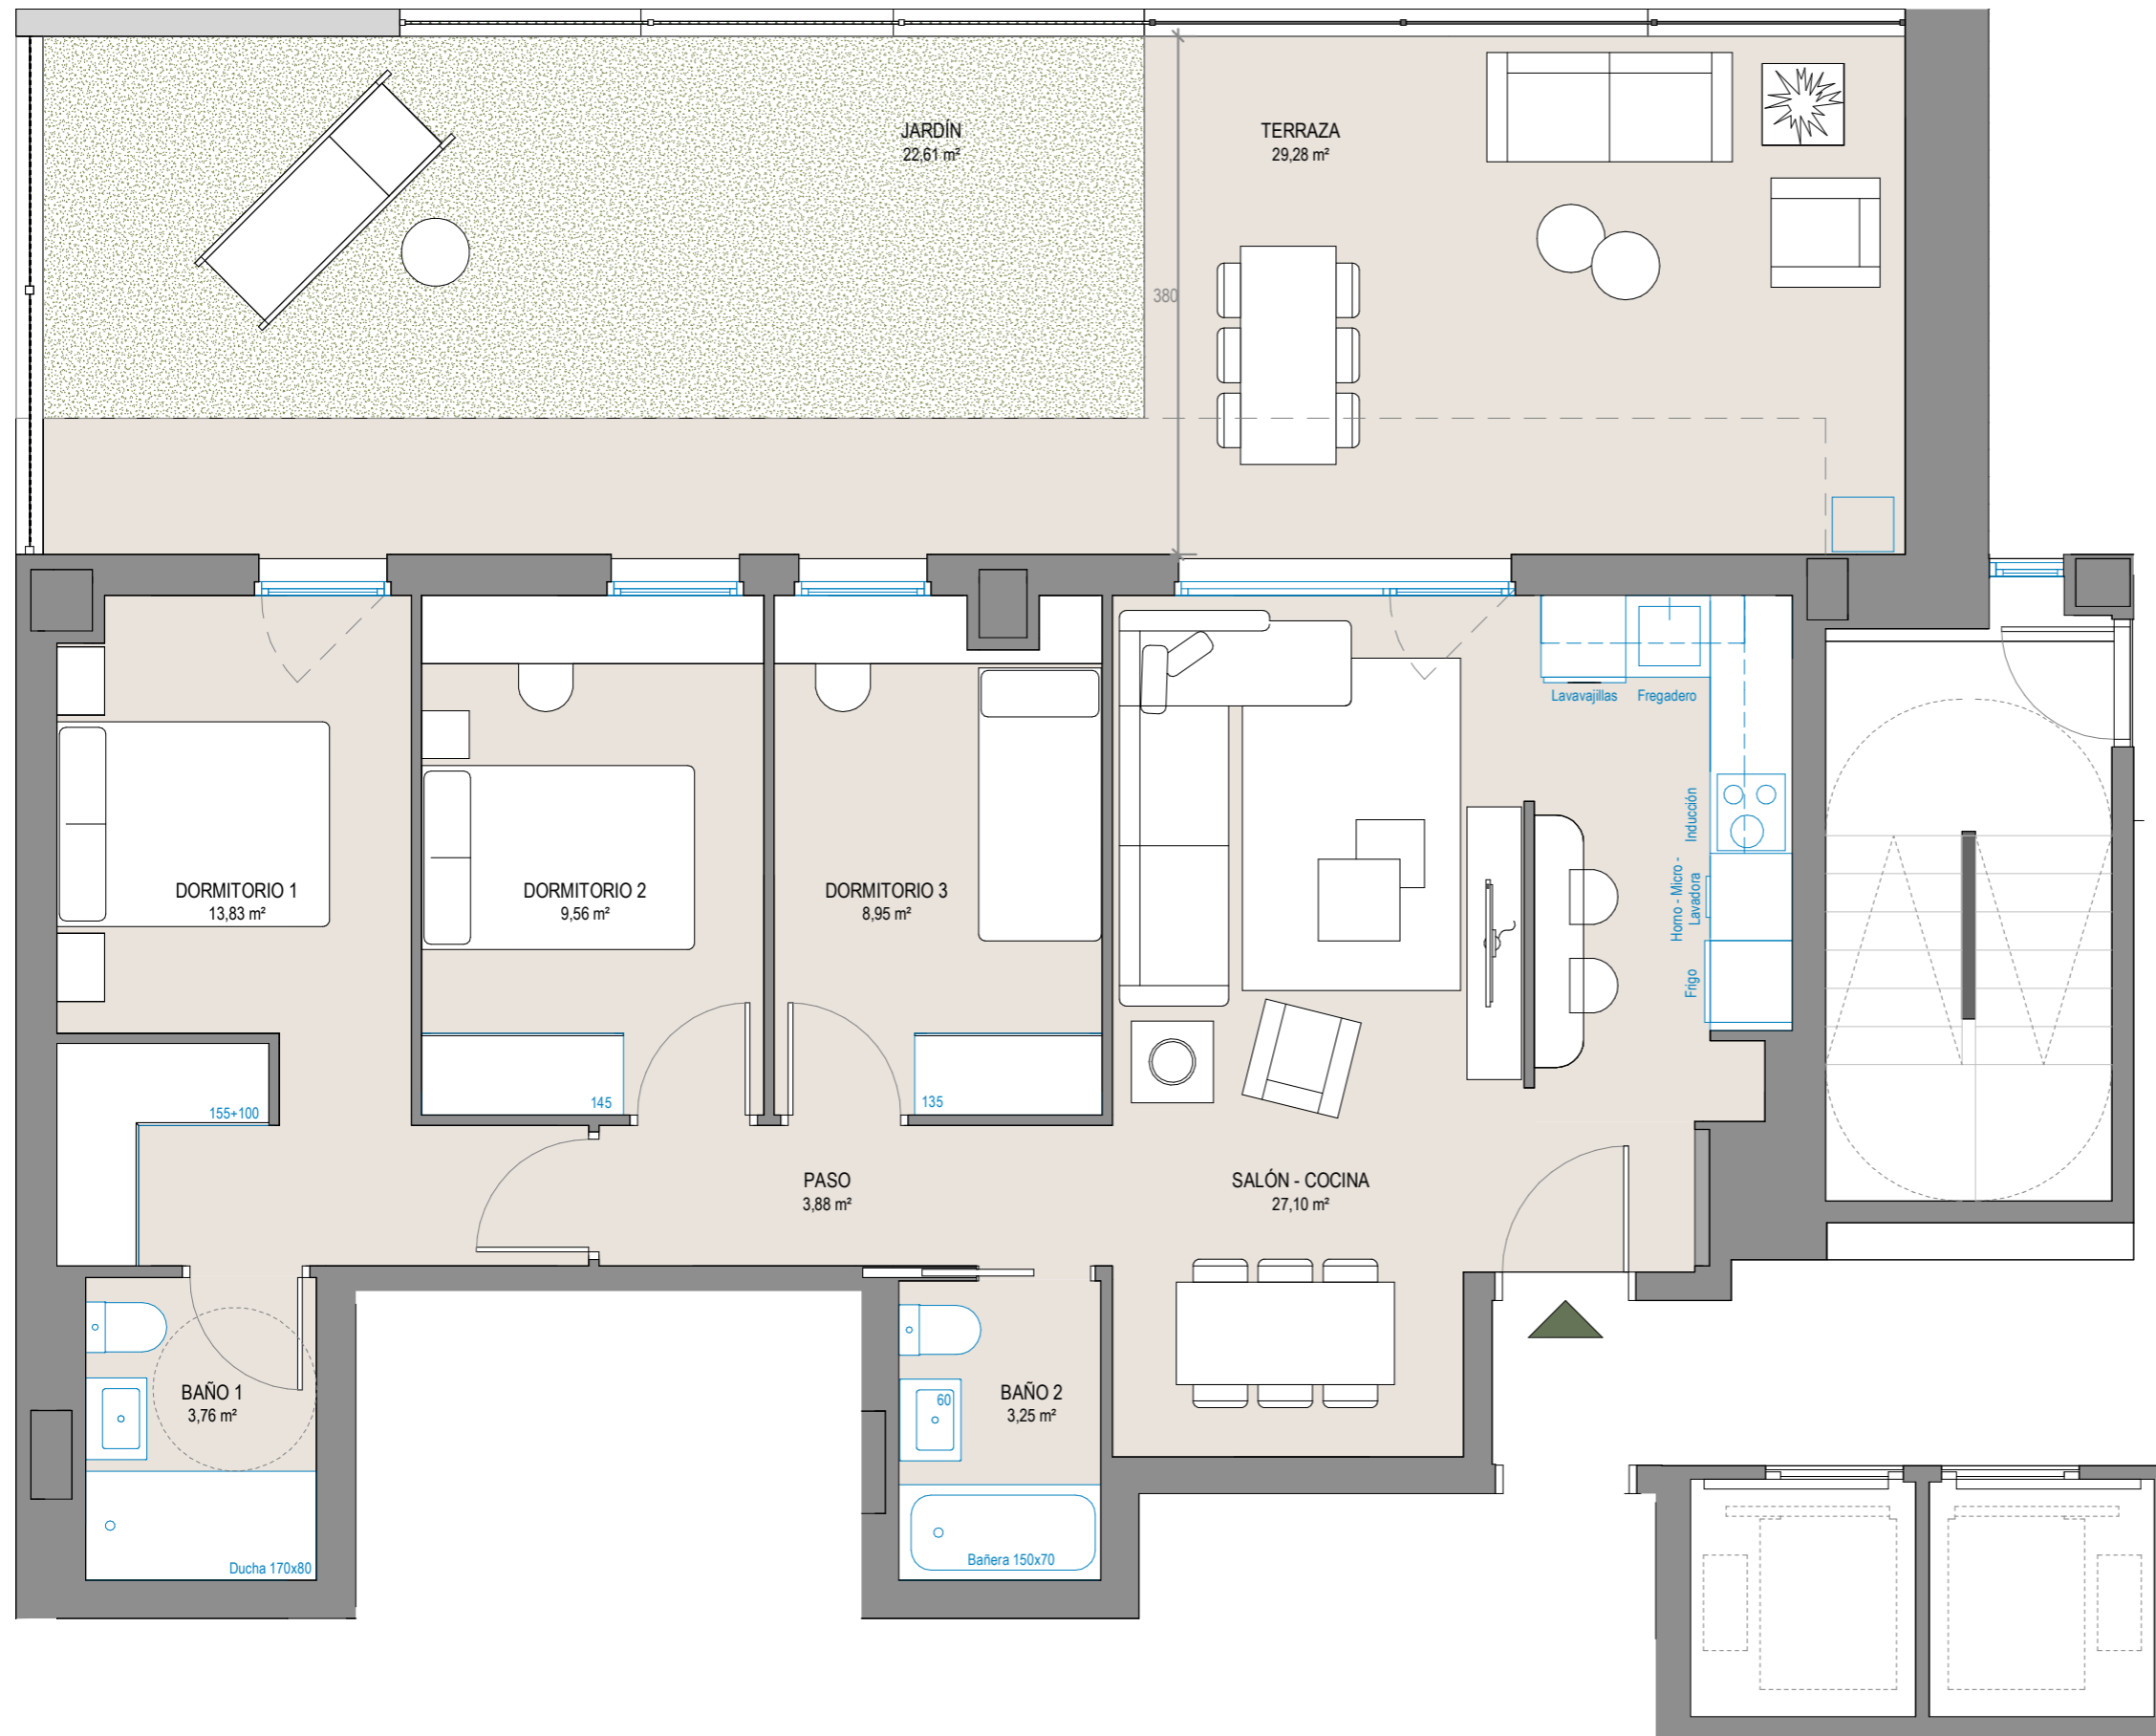 JARDÍN
22,61 m²
TERRAZA
29,28 m²
380
Lavavajillas
Fregadero
Inducción
Horno - Micro -
Lavadora
Frigo
DORMITORIO 1
13,83 m²
DORMITORIO 2
9,56 m²
DORMITORIO 3
8,95 m²
155+100
145
135
PASO
3,88 m²
SALÓN - COCINA
27,10 m²
BAÑO 1
3,76 m²
60
BAÑO 2
3,25 m²
Ducha 170x80
Bañera 150x70